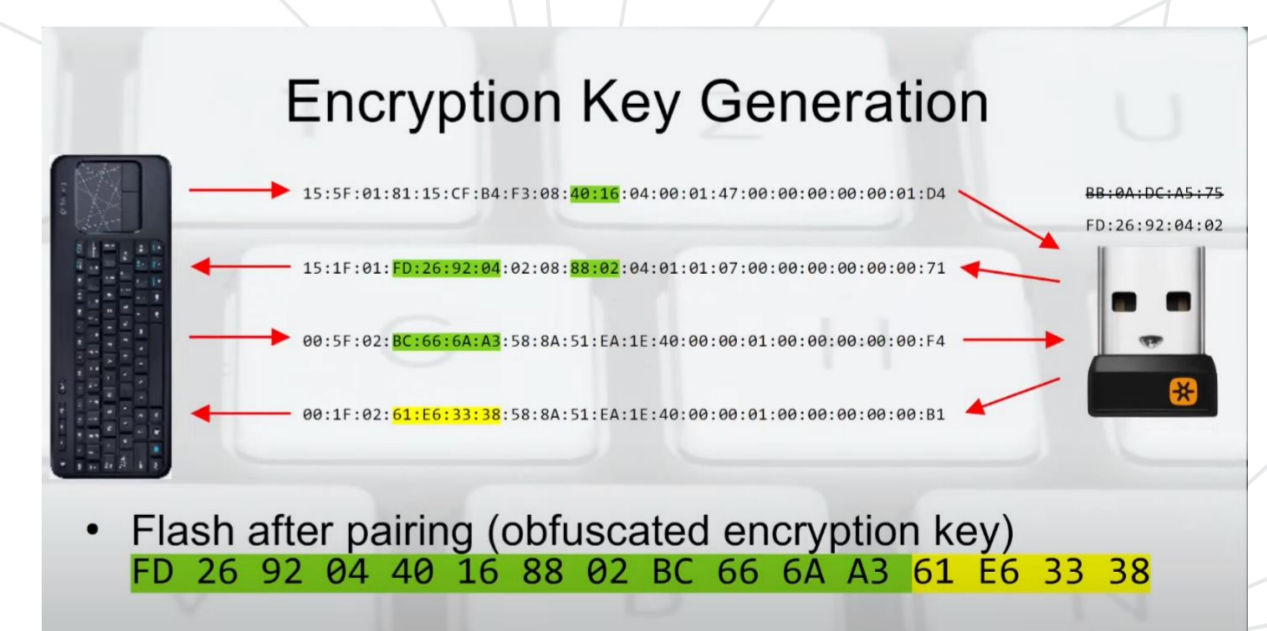 Encryption Key Generation
15:5F:01:81:15:CF:B4:F3:08:40:16:04:00:01:47:00:00:00:00:00:01:D4
BB:0A:DC:A5:75
FD:26:92:04:02
15:1F:01:FD:26:92:04:02:08:88:02:04:01:01:07:00:00:00:00:00:00:71
00:5F:02:BC:66:6A:A3:58:8A:51:EA:1E:40:00:00:01:00:00:00:00:00:F4
00:1F:02:61:E6:33:38:58:8A:51:EA:1E:40:00:00:01:00:00:00:00:00:B1
• Flash after pairing (obfuscated encryption key)
FD 26 92 04 40 16 88 02 BC 66 6A A3 61 E6 33 38